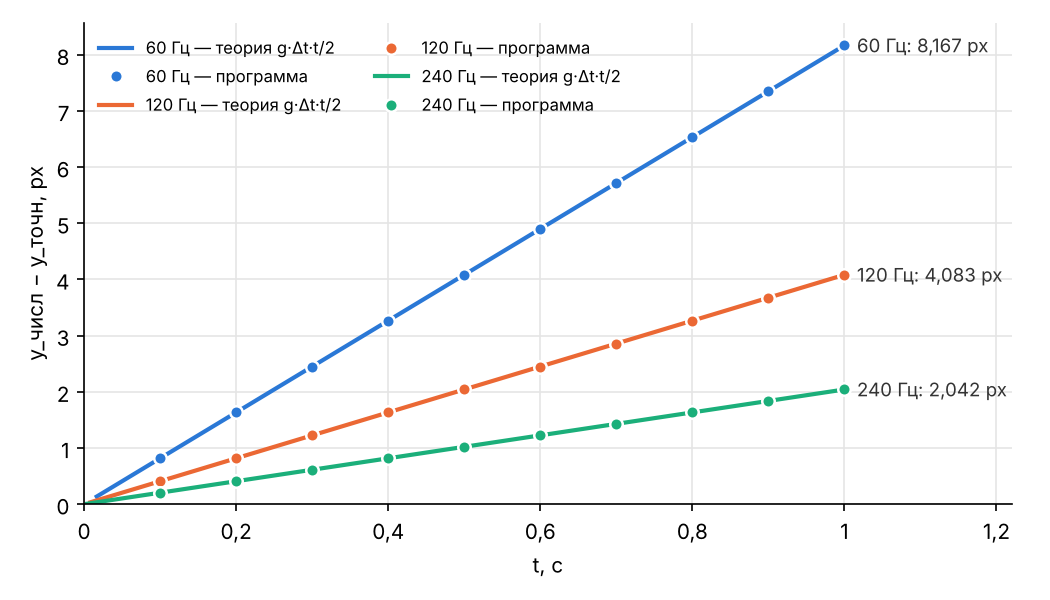 60 Гц — теория g·Δt·t/2
60 Гц — программа
120 Гц — теория g·Δt·t/2
120 Гц — программа
240 Гц — теория g·Δt·t/2
240 Гц — программа
60 Гц: 8,167 px
120 Гц: 4,083 px
240 Гц: 2,042 px
y_числ − y_точн, px
8
7
6
5
4
3
2
1
0
0
0,2
0,4
0,6
0,8
1
1,2
t, с